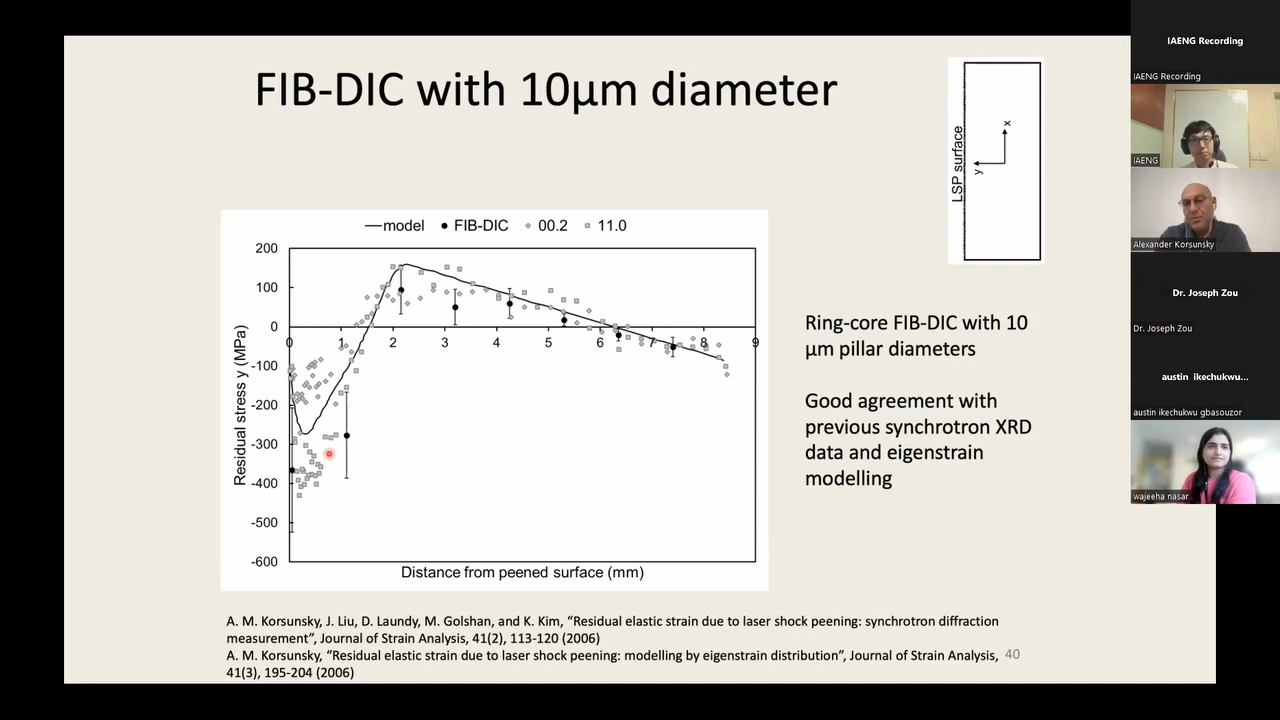 FIB-DIC with 10µm diameter
LSP surface
x
y
model FIB-DIC 00.2 11.0
200
100
0
-100
-200
-300
-400
-500
-600
0 1 2 3 4 5 6 7 8 9
Residual stress y (MPa)
Distance from peened surface (mm)
Ring-core FIB-DIC with 10
µm pillar diameters
Good agreement with
previous synchrotron XRD
data and eigenstrain
modelling
A. M. Korsunsky, J. Liu, D. Laundy, M. Golshan, and K. Kim, “Residual elastic strain due to laser shock peening: synchrotron diffraction
measurement”, Journal of Strain Analysis, 41(2), 113-120 (2006)
A. M. Korsunsky, “Residual elastic strain due to laser shock peening: modelling by eigenstrain distribution”, Journal of Strain Analysis,
41(3), 195-204 (2006)
40
IAENG Recording
IAENG Recording
IAENG
Alexander Korsunsky
Dr. Joseph Zou
Dr. Joseph Zou
austin ikechukwu...
austin ikechukwu gbasouzor
wajeeha nasar